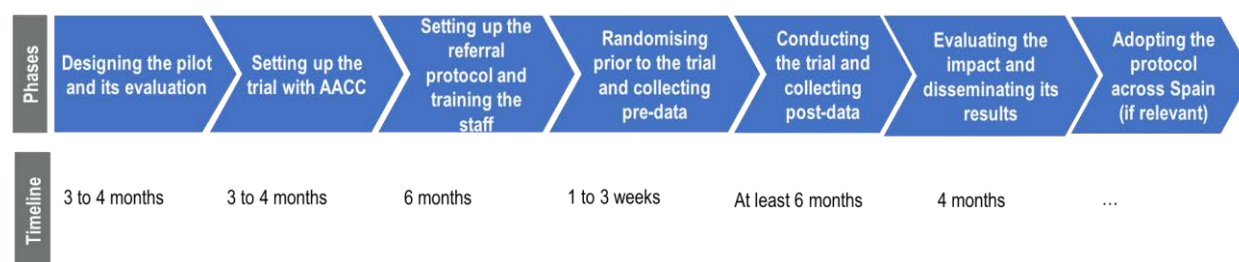 Phases
Designing the pilot
and its evaluation
Setting up the
trial with AACC
Setting up the
referral
protocol and
training the
staff
Randomising
prior to the trial
and collecting
pre-data
Conducting
the trial and
collecting
post-data
Evaluating the
impact and
disseminating its
results
Adopting the
protocol
across Spain
(if relevant)
Timeline
3 to 4 months
3 to 4 months
6 months
1 to 3 weeks
At least 6 months
4 months
…